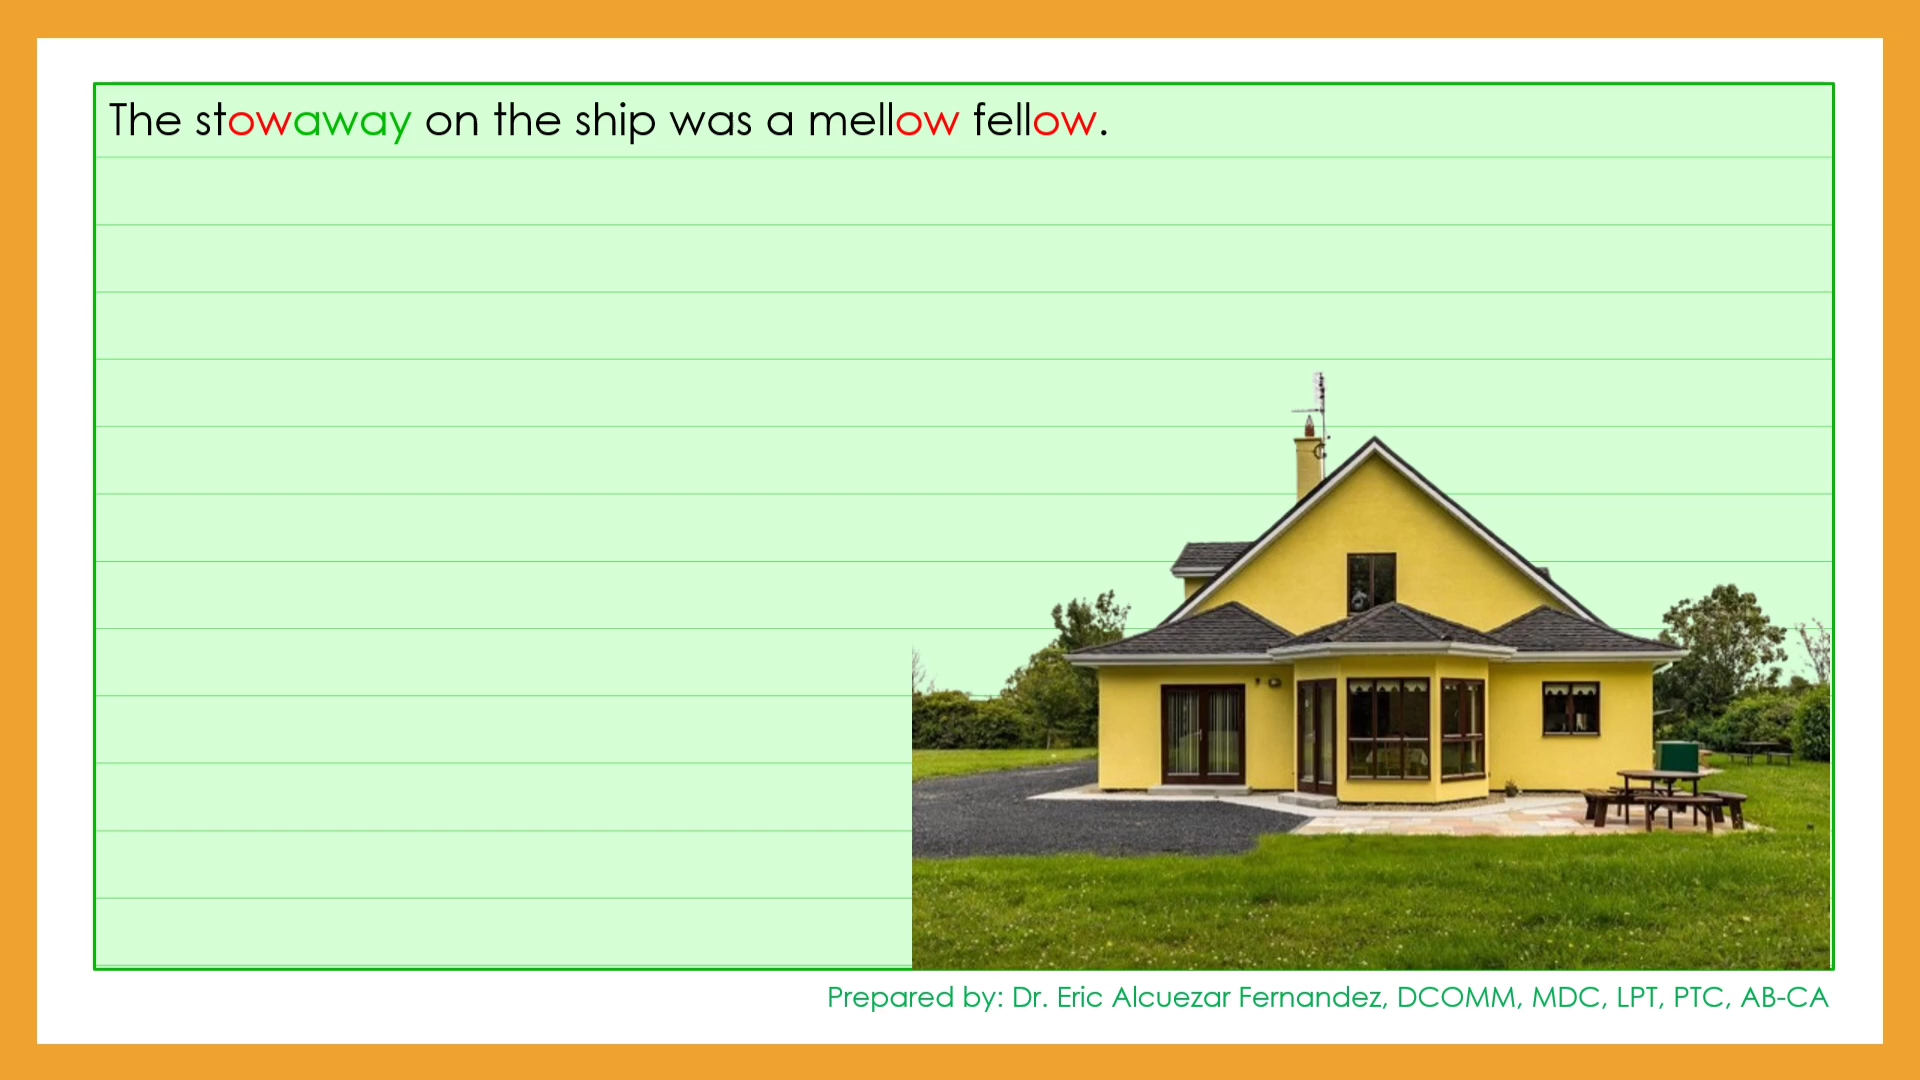 The stowaway on the ship was a mellow fellow.
Prepared by: Dr. Eric Alcuezar Fernandez, DCOMM, MDC, LPT, PTC, AB-CA